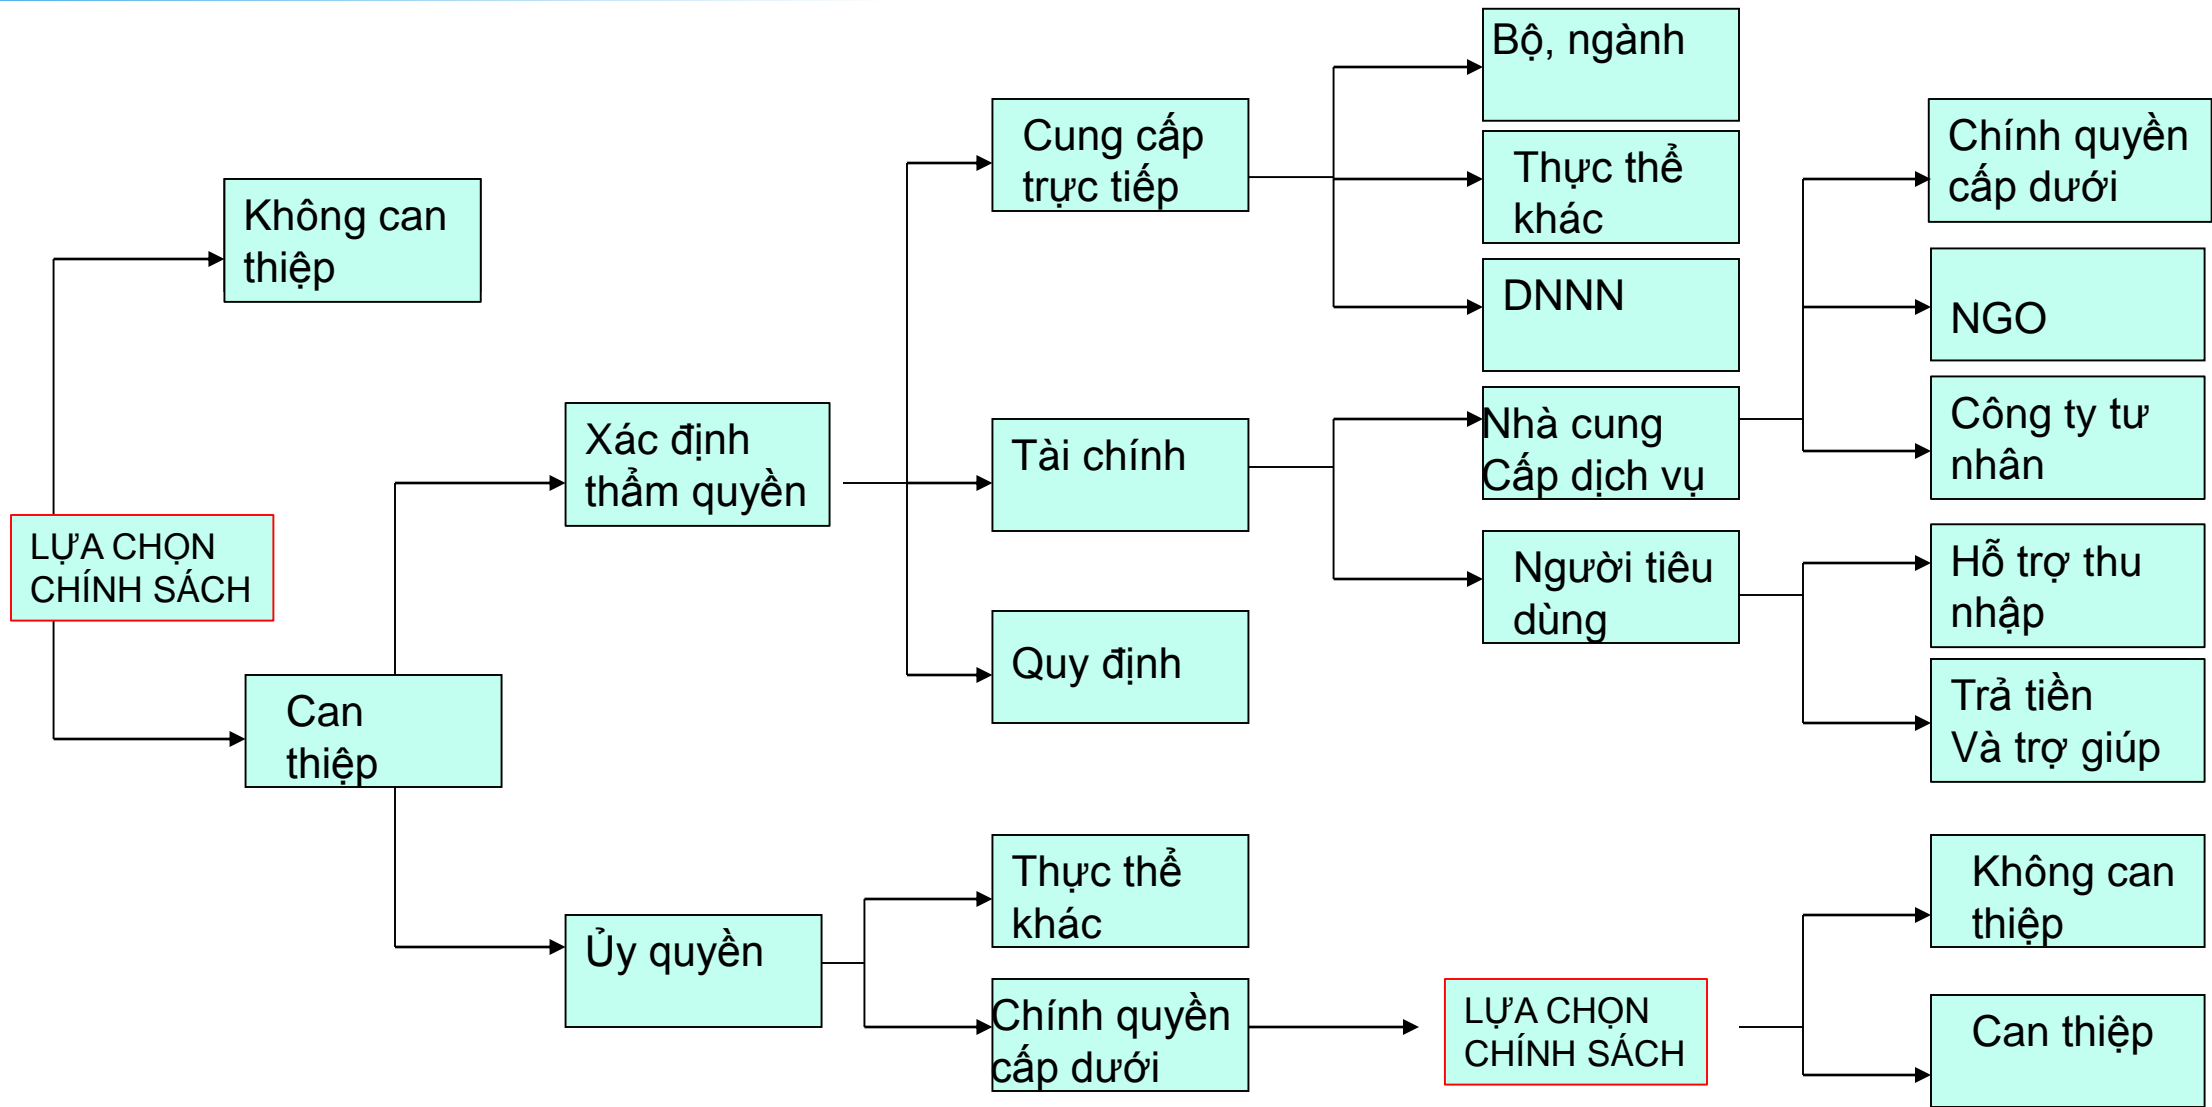 Bộ, ngành
Cung cấp
trực tiếp
Chính quyền
cấp dưới
Thực thể
khác
Không can
thiệp
DNNN
NGO
Xác định
thẩm quyền
Tài chính
Nhà cung
Cấp dịch vụ
Công ty tư
nhân
LỰA CHỌN
CHÍNH SÁCH
Người tiêu
dùng
Hỗ trợ thu
nhập
Quy định
Can
thiệp
Trả tiền
Và trợ giúp
Thực thể
khác
Không can
thiệp
Ủy quyền
Chính quyền
cấp dưới
LỰA CHỌN
CHÍNH SÁCH
Can thiệp